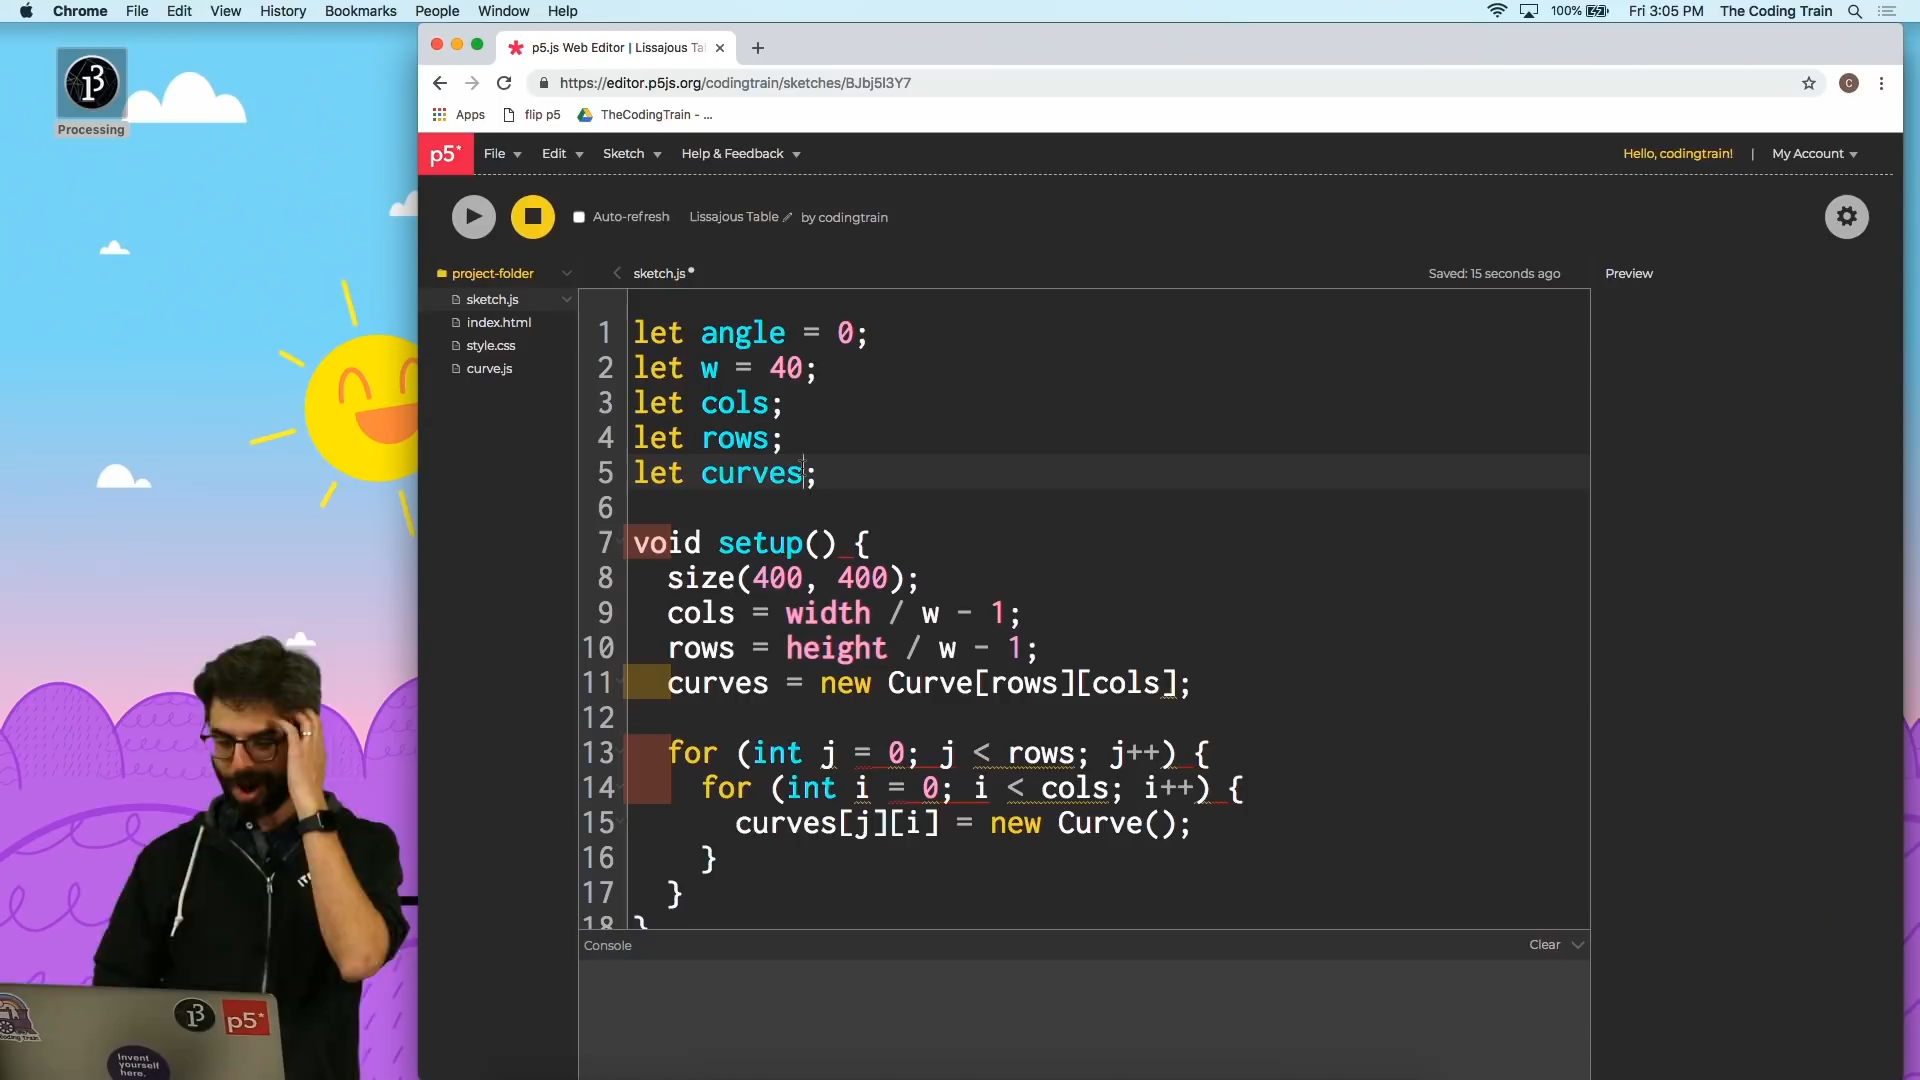 Chrome File Edit View History Bookmarks People Window Help
100% Fri 3:05 PM The Coding Train
Processing
p5.js Web Editor | Lissajous Ta
https://editor.p5js.org/codingtrain/sketches/BJbj5l3Y7
C
Apps flip p5 TheCodingTrain - ...
p5* File Edit Sketch Help & Feedback
Hello, codingtrain! | My Account
Auto-refresh Lissajous Table by codingtrain
project-folder
sketch.js
index.html
style.css
curve.js
sketch.js
Saved: 15 seconds ago
Preview
1 let angle = 0;
2 let w = 40;
3 let cols;
4 let rows;
5 let curves;
6
7 void setup() {
8 size(400, 400);
9 cols = width / w - 1;
10 rows = height / w - 1;
11 curves = new Curve[rows][cols];
12
13 for (int j = 0; j < rows; j++) {
14 for (int i = 0; i < cols; i++) {
15 curves[j][i] = new Curve();
16 }
17 }
18 }
Console
Clear
p5*
Invent
yourself
here.